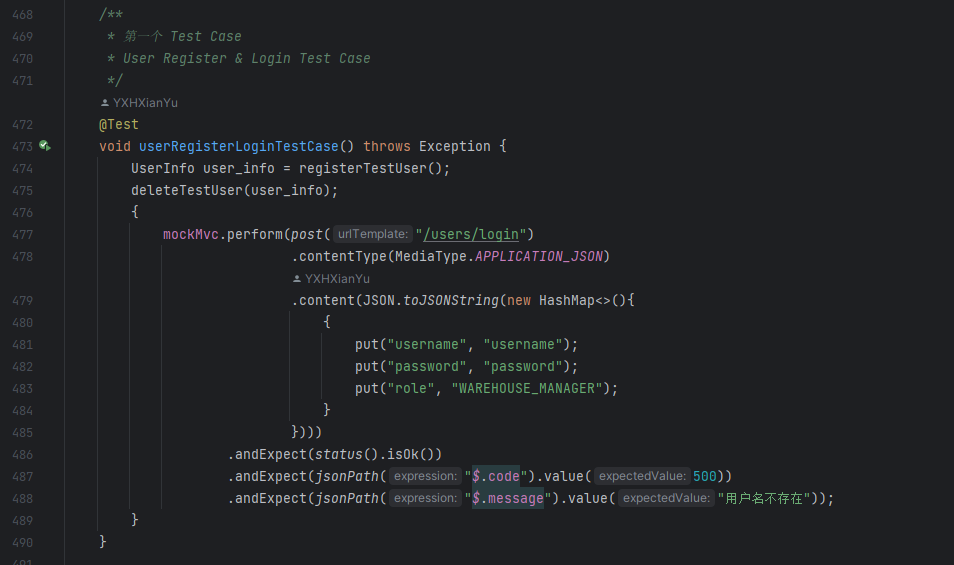 468 /**
469 * 第一个 Test Case
470 * User Register & Login Test Case
471 */
YXHXianYu
472 @Test
473 void userRegisterLoginTestCase() throws Exception {
474 UserInfo user_info = registerTestUser();
475 deleteTestUser(user_info);
476 {
477 mockMvc.perform(post( urlTemplate: "/users/login")
478 .contentType(MediaType.APPLICATION_JSON)
YXHXianYu
479 .content(JSON.toJSONString(new HashMap<>(){
480 {
481 put("username", "username");
482 put("password", "password");
483 put("role", "WAREHOUSE_MANAGER");
484 }
485 })))
486 .andExpect(status().isOk())
487 .andExpect(jsonPath( expression: "$.code").value( expectedValue: 500))
488 .andExpect(jsonPath( expression: "$.message").value( expectedValue: "用户名不存在"));
489 }
490 }
491